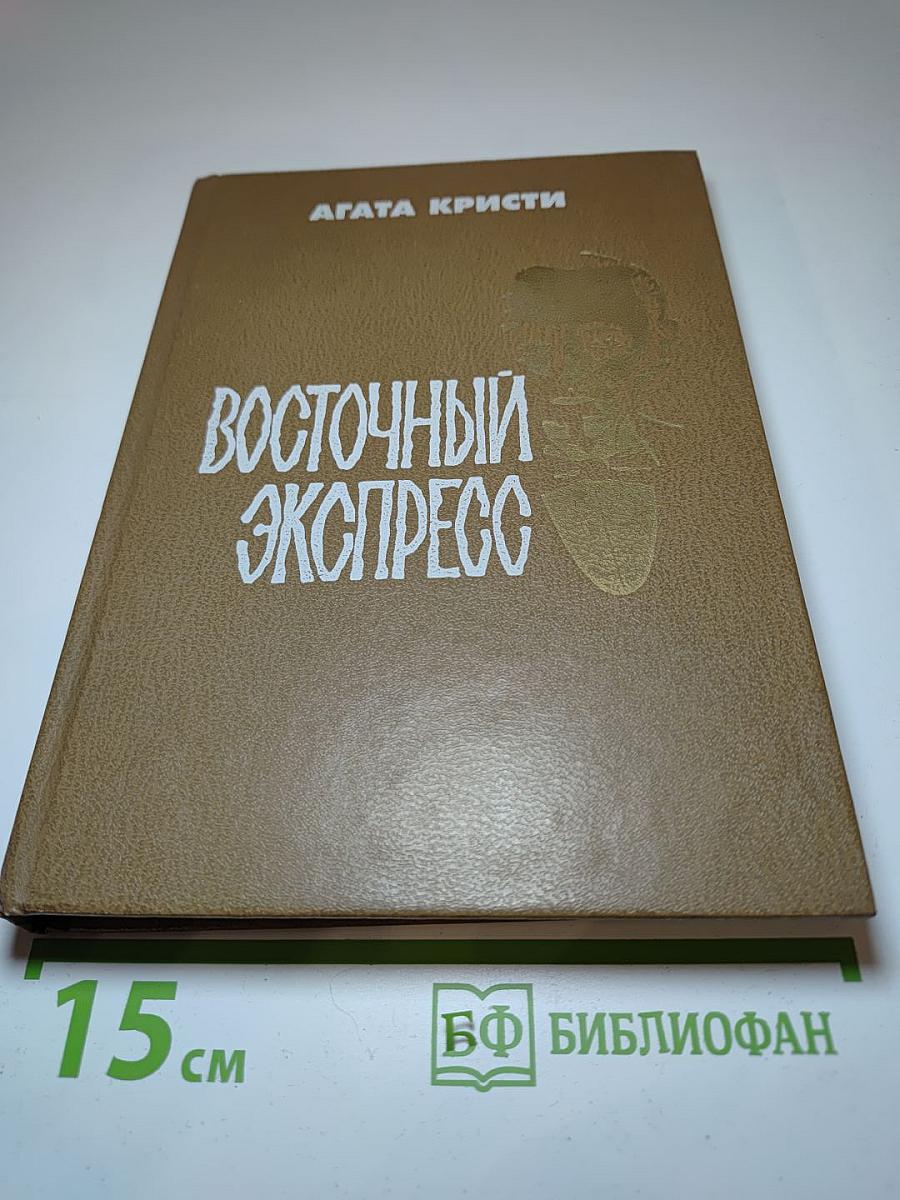 АГАТА КРИСТИ
ВОСТОЧНЫЙ
ЭКСПРЕСС
15 см
БФ БИБЛИОФАН